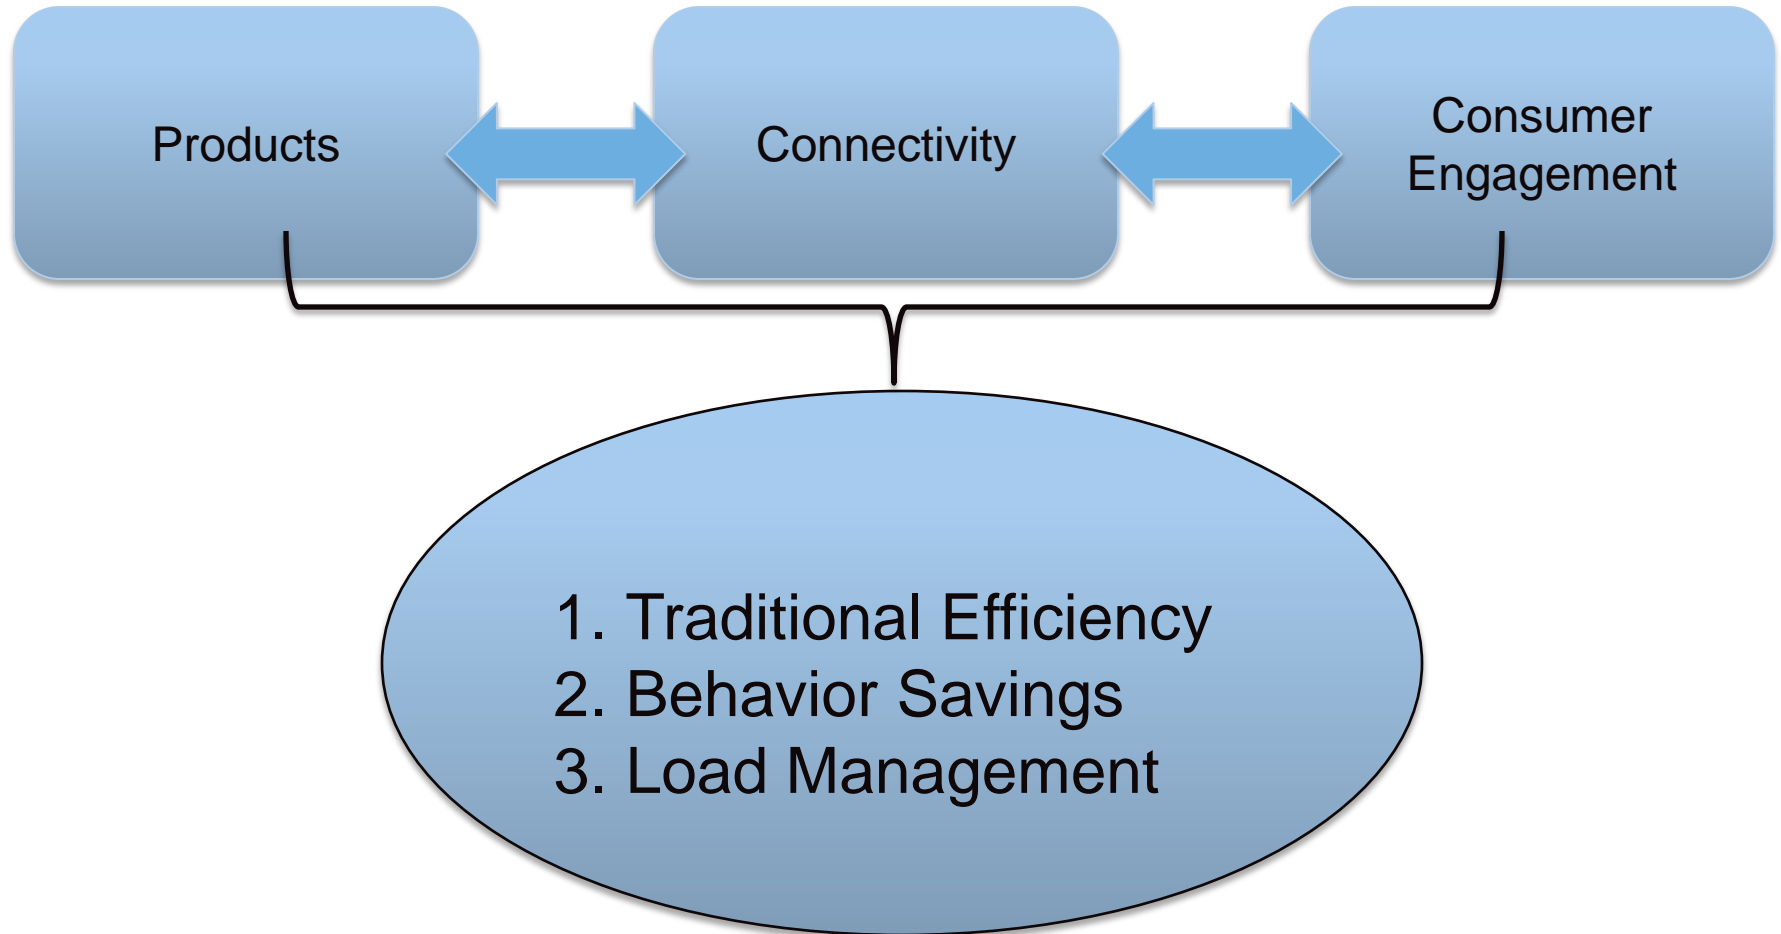 Products
Connectivity
Consumer
Engagement
1. Traditional Efficiency
2. Behavior Savings
3. Load Management